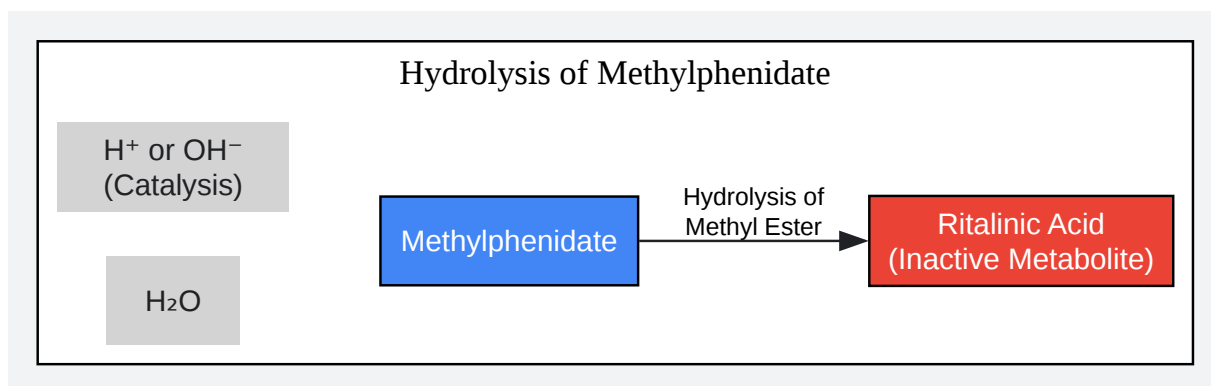 Hydrolysis of Methylphenidate
H⁺ or OH⁻
(Catalysis)
H₂O
Methylphenidate
Hydrolysis of
Methyl Ester
Ritalinic Acid
(Inactive Metabolite)